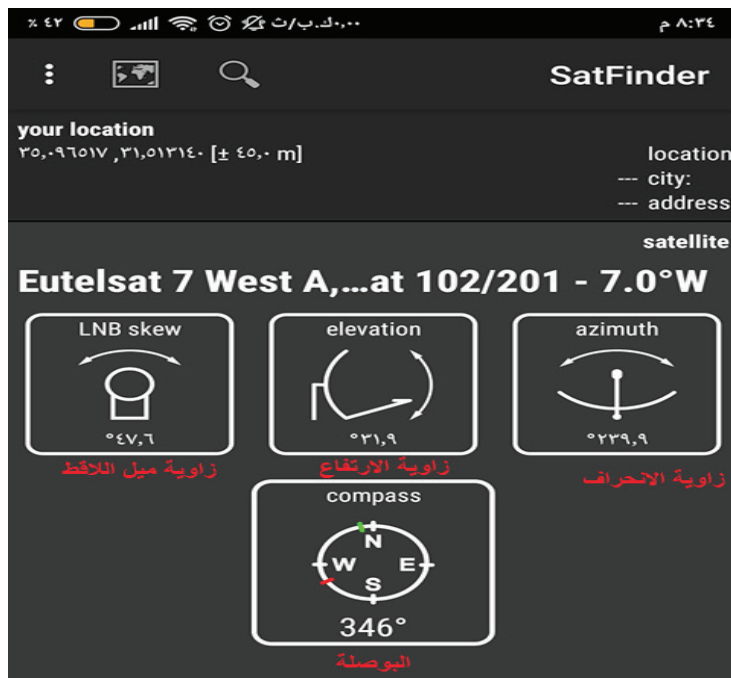 ٨:٣٤ م ٠,٠٠ك.ب/ث ٤٢ ٪
SatFinder
your location
٣١,٥١٣١٤٠, ٣٥,٠٩٦٥١٧ [± ٤٥,٠ m]
location
--- city:
--- address
satellite
Eutelsat 7 West A,...at 102/201 - 7.0°W
LNB skew
elevation
azimuth
°٤٧,٦
°٣١,٩
°٢٣٩,٩
زاوية ميل اللاقط
زاوية الارتفاع
زاوية الانحراف
compass
N
W E
S
346°
البوصلة